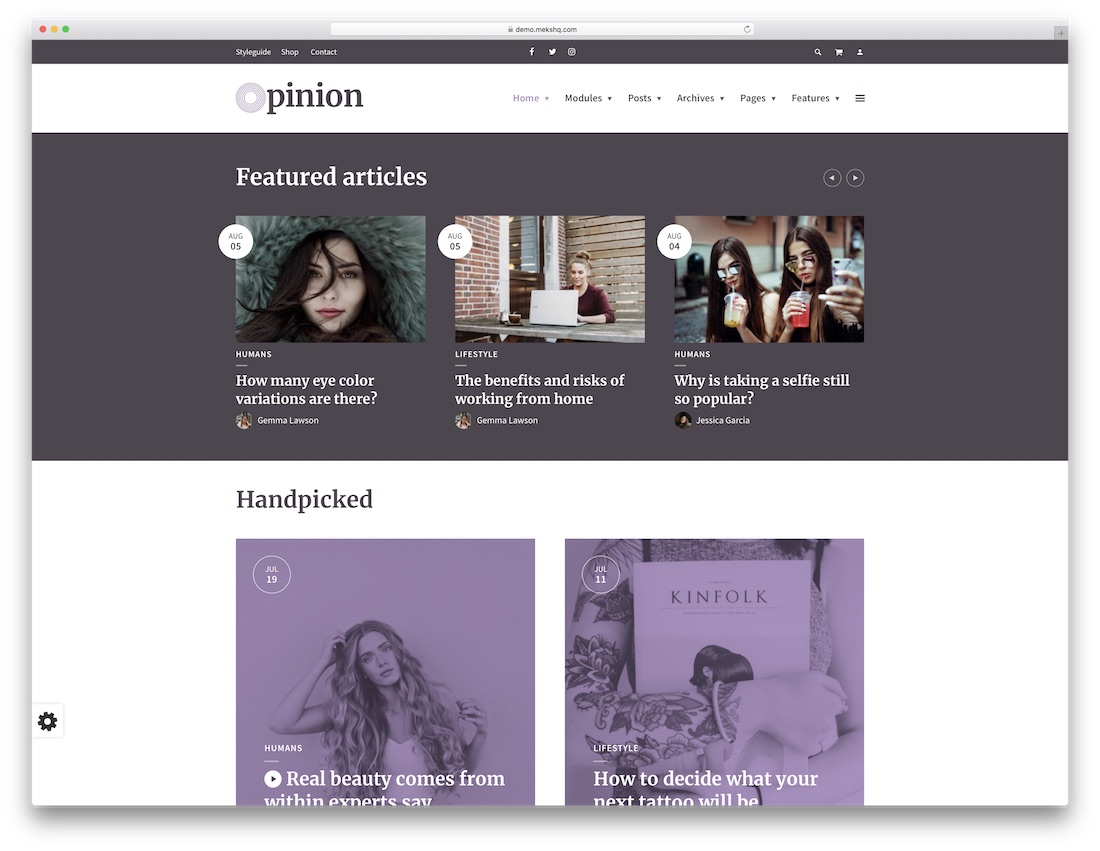 demo.mekshq.com
Styleguide Shop Contact
Opinion
Home Modules Posts Archives Pages Features
Featured articles
AUG
05
HUMANS
How many eye color
variations are there?
Gemma Lawson
AUG
05
LIFESTYLE
The benefits and risks of
working from home
Gemma Lawson
AUG
04
HUMANS
Why is taking a selfie still
so popular?
Jessica Garcia
Handpicked
JUL
19
HUMANS
Real beauty comes from
within experts say
JUL
11
KINFOLK
LIFESTYLE
How to decide what your
next tattoo will be